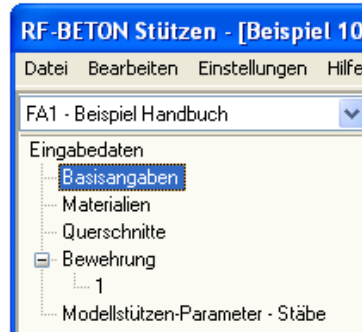 RF-BETON Stützen - [Beispiel 10
Datei Bearbeiten Einstellungen Hilfe
FA1 - Beispiel Handbuch
Eingabedaten
Basisangaben
Materialien
Querschnitte
Bewehrung
1
Modellstützen-Parameter - Stäbe